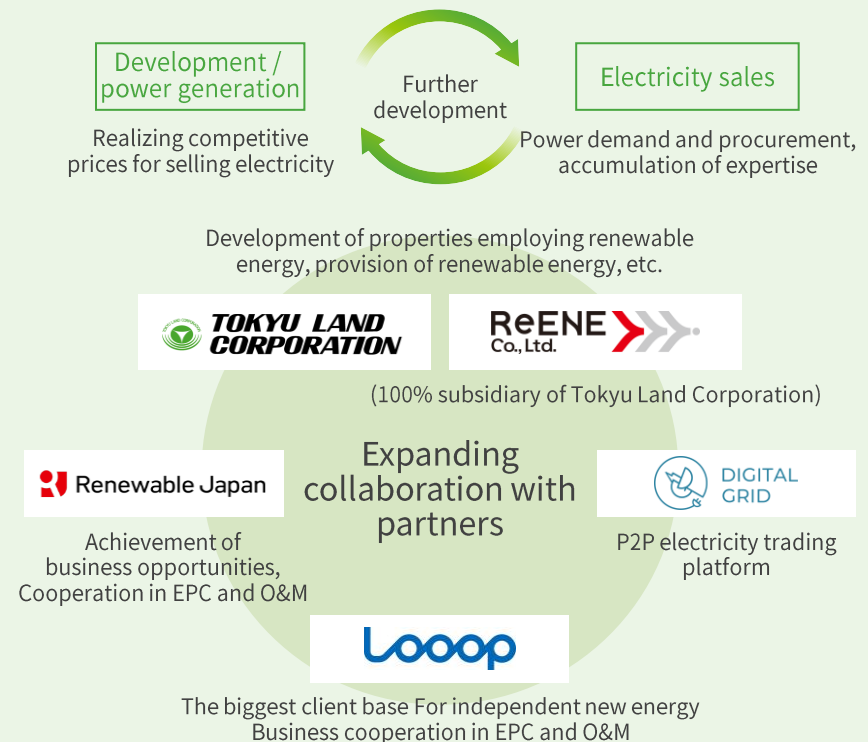 Development /
power generation
Further
development
Electricity sales
Realizing competitive
prices for selling electricity
Power demand and procurement,
accumulation of expertise
Development of properties employing renewable
energy, provision of renewable energy, etc.
TOKYU LAND
CORPORATION
ReENE
Co., Ltd.
(100% subsidiary of Tokyu Land Corporation)
Expanding
collaboration with
partners
Renewable Japan
Achievement of
business opportunities,
Cooperation in EPC and O&M
DIGITAL
GRID
P2P electricity trading
platform
Looop
The biggest client base For independent new energy
Business cooperation in EPC and O&M